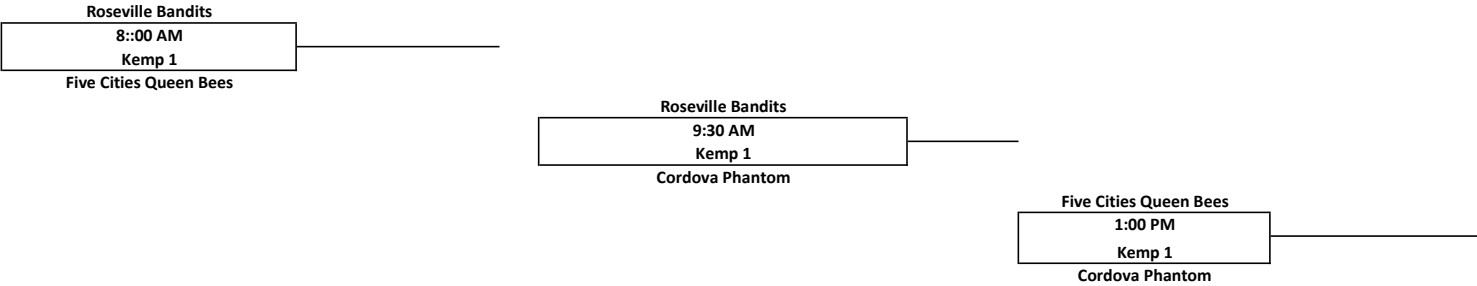 Roseville Bandits
8::00 AM
Kemp 1
Five Cities Queen Bees
Roseville Bandits
9:30 AM
Kemp 1
Cordova Phantom
Five Cities Queen Bees
1:00 PM
Kemp 1
Cordova Phantom